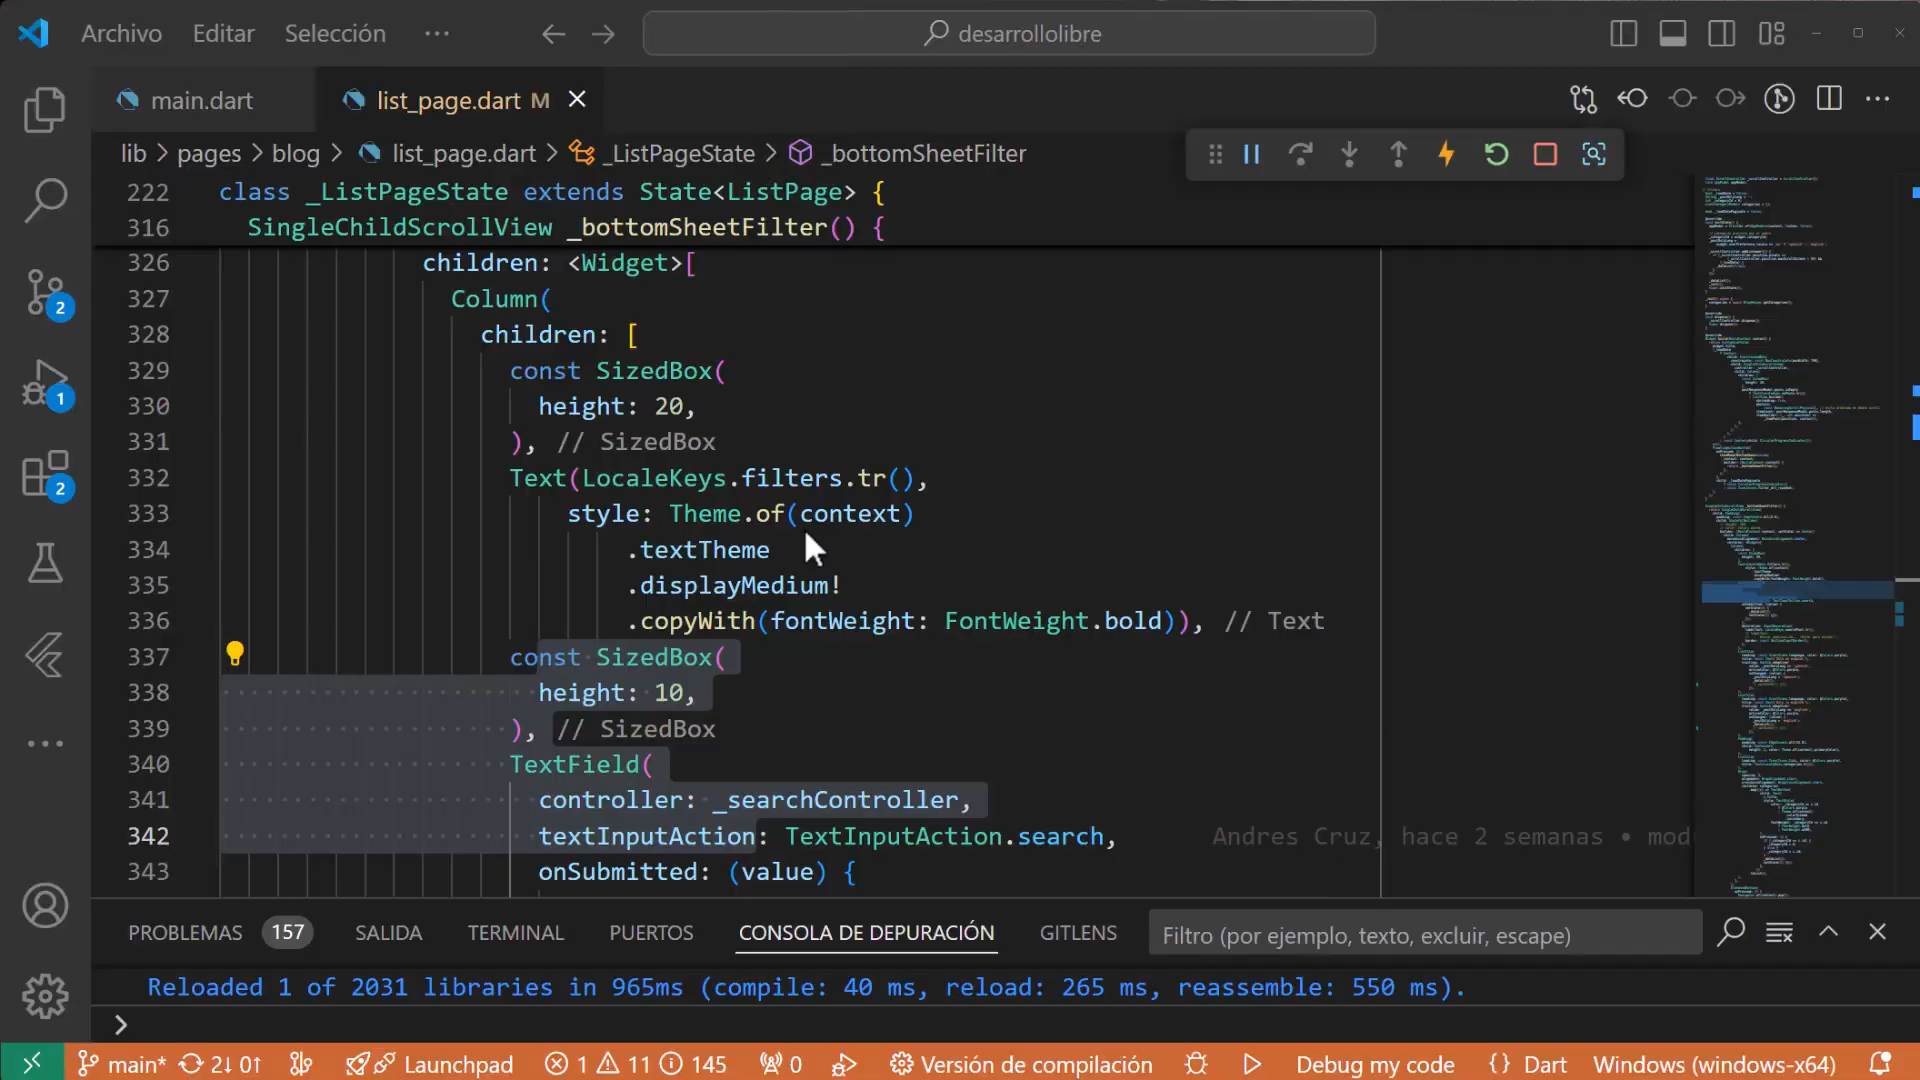 Archivo Editar Selección ··· desarrollolibre
main.dart list_page.dart M
lib > pages > blog > list_page.dart > _ListPageState > _bottomSheetFilter
222 class _ListPageState extends State<ListPage> {
316 SingleChildScrollView _bottomSheetFilter() {
326 children: <Widget>[
327 Column(
328 children: [
329 const SizedBox(
330 height: 20,
331 ), // SizedBox
332 Text(LocaleKeys.filters.tr(),
333 style: Theme.of(context)
334 .textTheme
335 .displayMedium!
336 .copyWith(fontWeight: FontWeight.bold)), // Text
337 const SizedBox(
338 height: 10,
339 ), // SizedBox
340 TextField(
341 controller: _searchController,
342 textInputAction: TextInputAction.search, Andres Cruz, hace 2 semanas • mod
343 onSubmitted: (value) {
2
1
2
PROBLEMAS 157 SALIDA TERMINAL PUERTOS CONSOLA DE DEPURACIÓN GITLENS Filtro (por ejemplo, texto, excluir, escape)
Reloaded 1 of 2031 libraries in 965ms (compile: 40 ms, reload: 265 ms, reassemble: 550 ms).
>
main* 2↓ 0↑ Launchpad 1 11 145 0 Versión de compilación Debug my code {} Dart Windows (windows-x64)